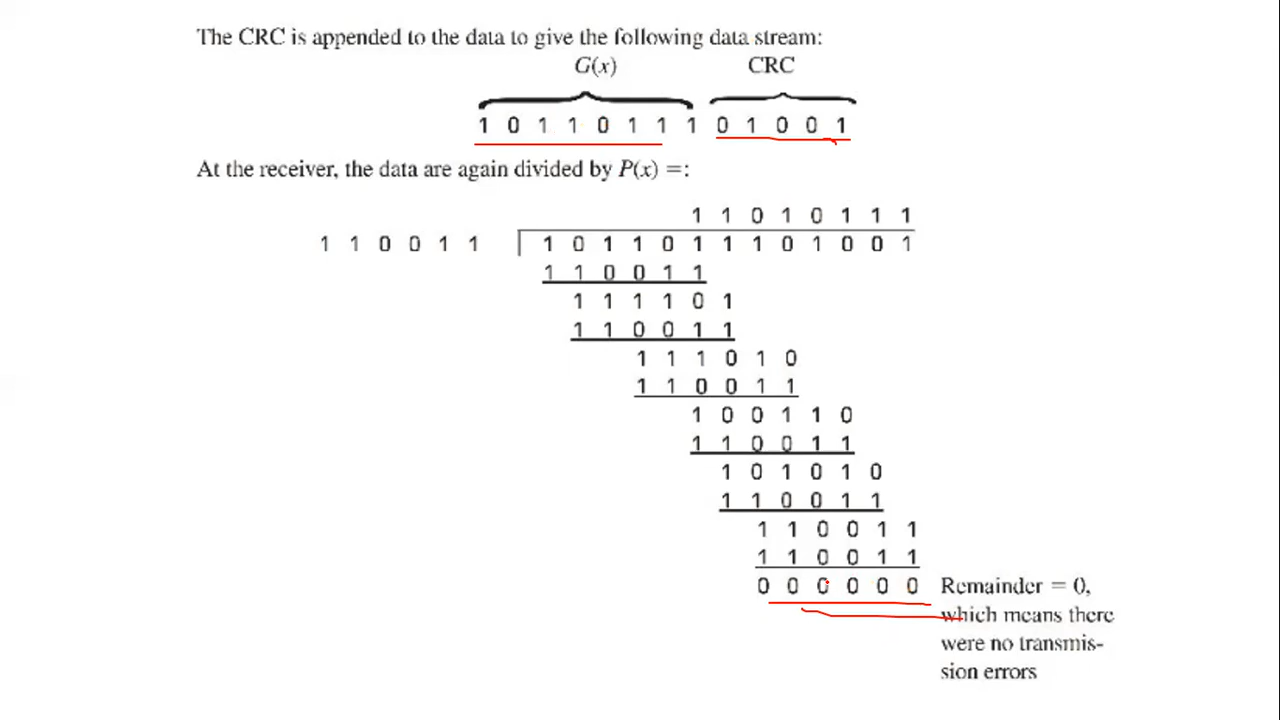 The CRC is appended to the data to give the following data stream:
G(x) CRC
1 0 1 1 0 1 1 1 0 1 0 0 1
At the receiver, the data are again divided by P(x) =:
1 1 0 1 0 1 1 1
1 1 0 0 1 1 1 0 1 1 0 1 1 1 0 1 0 0 1
1 1 0 0 1 1
1 1 1 1 0 1
1 1 0 0 1 1
1 1 1 0 1 0
1 1 0 0 1 1
1 0 0 1 1 0
1 1 0 0 1 1
1 0 1 0 1 0
1 1 0 0 1 1
1 1 0 0 1 1
1 1 0 0 1 1
0 0 0 0 0 0 Remainder = 0,
which means there
were no transmis-
sion errors